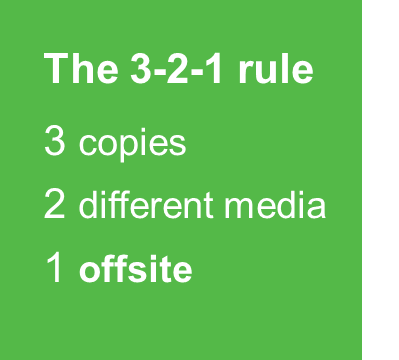 The 3-2-1 rule
3 copies
2 different media
1 offsite